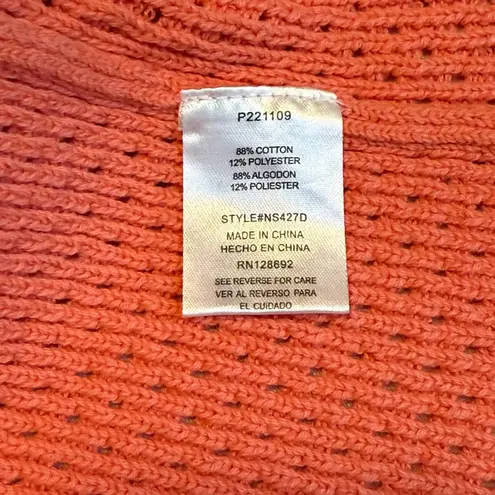 P221109
88% COTTON
12% POLYESTER
88% ALGODON
12% POLIESTER
STYLE#NS427D
MADE IN CHINA
HECHO EN CHINA
RN128692
SEE REVERSE FOR CARE
VER AL REVERSO PARA
EL CUIDADO